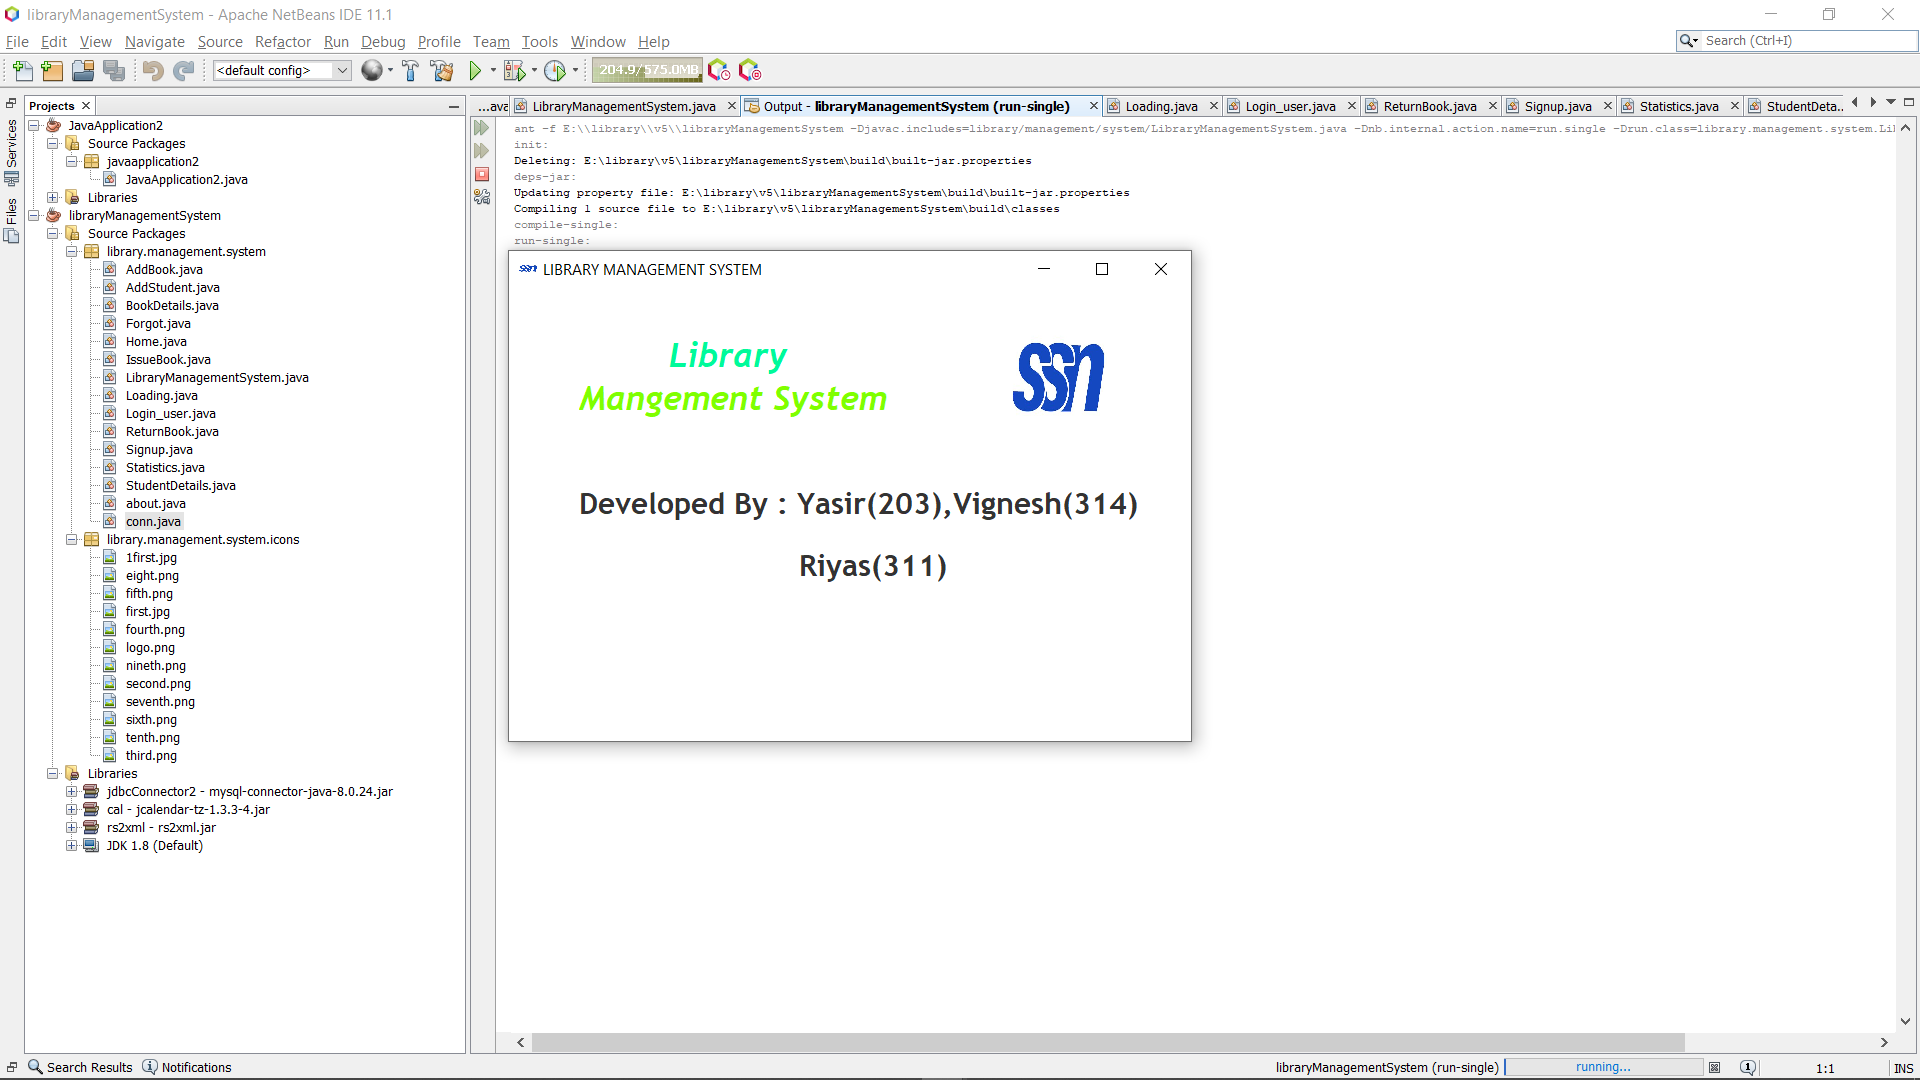 libraryManagementSystem - Apache NetBeans IDE 11.1
File Edit View Navigate Source Refactor Run Debug Profile Team Tools Window Help
Search (Ctrl+I)
<default config>
204.9/575.0MB
Projects
...ava LibraryManagementSystem.java Output - libraryManagementSystem (run-single) Loading.java Login_user.java ReturnBook.java Signup.java Statistics.java StudentDeta..
Services
Files
JavaApplication2
Source Packages
javaapplication2
JavaApplication2.java
Libraries
libraryManagementSystem
Source Packages
library.management.system
AddBook.java
AddStudent.java
BookDetails.java
Forgot.java
Home.java
IssueBook.java
LibraryManagementSystem.java
Loading.java
Login_user.java
ReturnBook.java
Signup.java
Statistics.java
StudentDetails.java
about.java
conn.java
library.management.system.icons
1first.jpg
eight.png
fifth.png
first.jpg
fourth.png
logo.png
nineth.png
second.png
seventh.png
sixth.png
tenth.png
third.png
Libraries
jdbcConnector2 - mysql-connector-java-8.0.24.jar
cal - jcalendar-tz-1.3.3-4.jar
rs2xml - rs2xml.jar
JDK 1.8 (Default)
ant -f E:\\library\\v5\\libraryManagementSystem -Djavac.includes=library/management/system/LibraryManagementSystem.java -Dnb.internal.action.name=run.single -Drun.class=library.management.system.Li
init:
Deleting: E:\library\v5\libraryManagementSystem\build\built-jar.properties
deps-jar:
Updating property file: E:\library\v5\libraryManagementSystem\build\built-jar.properties
Compiling 1 source file to E:\library\v5\libraryManagementSystem\build\classes
compile-single:
run-single:
ssn LIBRARY MANAGEMENT SYSTEM
Library
Mangement System
ssn
Developed By : Yasir(203),Vignesh(314)
Riyas(311)
Search Results Notifications
libraryManagementSystem (run-single) running... 1:1 INS